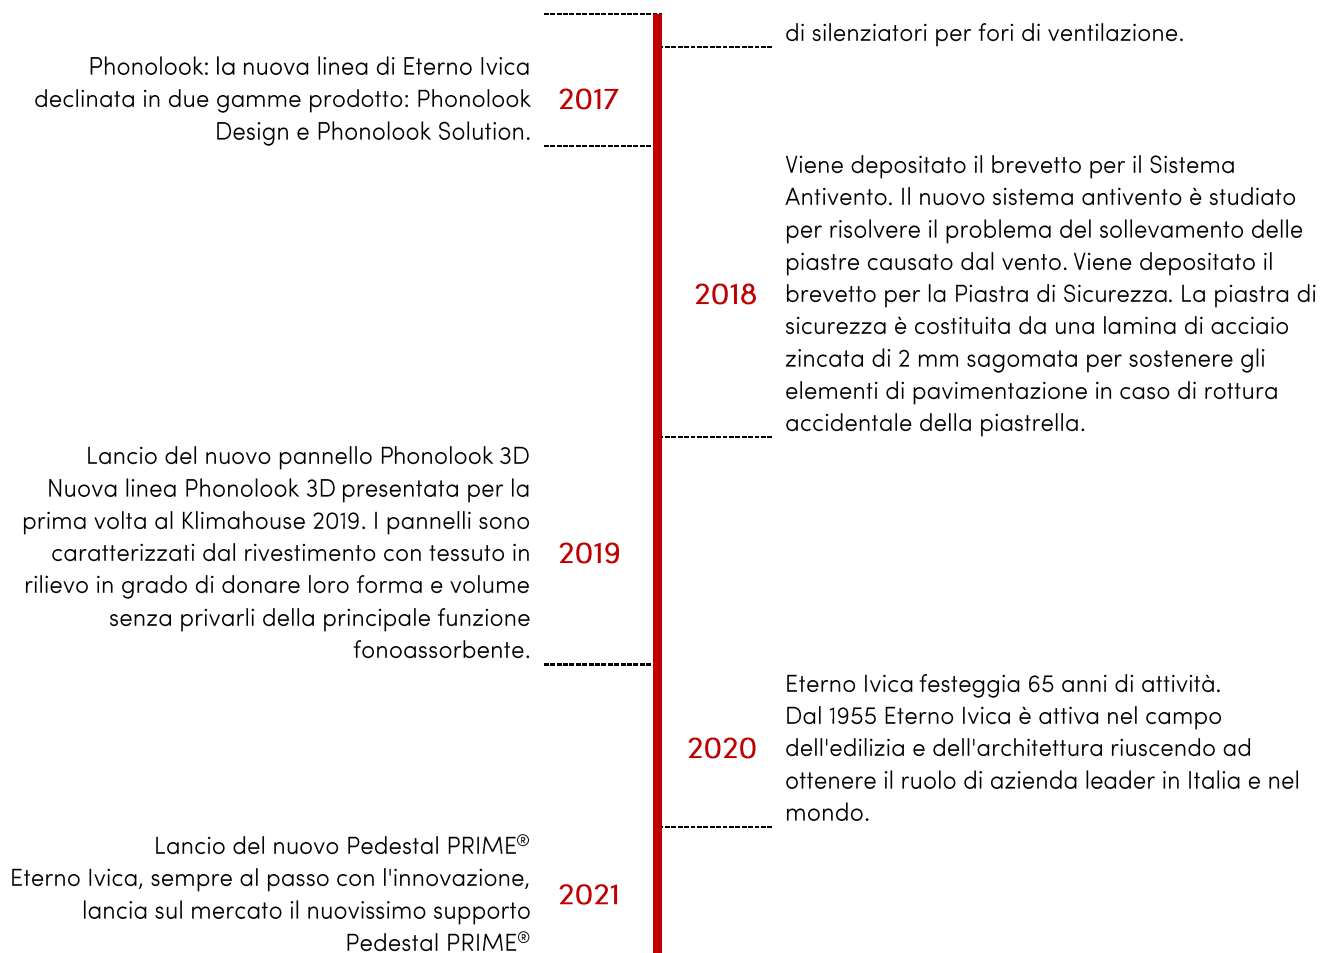 di silenziatori per fori di ventilazione.
Phonolook: la nuova linea di Eterno Ivica
declinata in due gamme prodotto: Phonolook
Design e Phonolook Solution.
2017
Viene depositato il brevetto per il Sistema
Antivento. Il nuovo sistema antivento è studiato
per risolvere il problema del sollevamento delle
piastre causato dal vento. Viene depositato il
brevetto per la Piastra di Sicurezza. La piastra di
sicurezza è costituita da una lamina di acciaio
zincata di 2 mm sagomata per sostenere gli
elementi di pavimentazione in caso di rottura
accidentale della piastrella.
2018
Lancio del nuovo pannello Phonolook 3D
Nuova linea Phonolook 3D presentata per la
prima volta al Klimahouse 2019. I pannelli sono
caratterizzati dal rivestimento con tessuto in
rilievo in grado di donare loro forma e volume
senza privarli della principale funzione
fonoassorbente.
2019
Eterno Ivica festeggia 65 anni di attività.
Dal 1955 Eterno Ivica è attiva nel campo
dell'edilizia e dell'architettura riuscendo ad
ottenere il ruolo di azienda leader in Italia e nel
mondo.
2020
Lancio del nuovo Pedestal PRIME®
Eterno Ivica, sempre al passo con l'innovazione,
lancia sul mercato il nuovissimo supporto
Pedestal PRIME®
2021